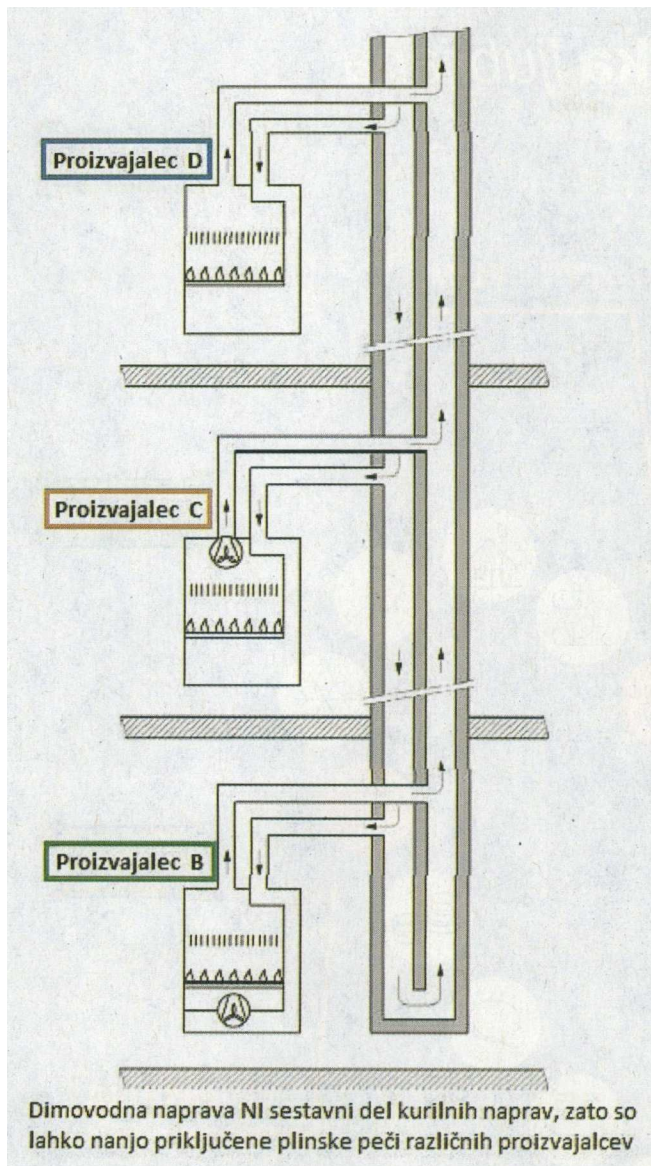 Proizvajalec D
Proizvajalec C
Proizvajalec B
Dimovodna naprava NI sestavni del kurilnih naprav, zato so
lahko nanjo priključene plinske peči različnih proizvajalcev